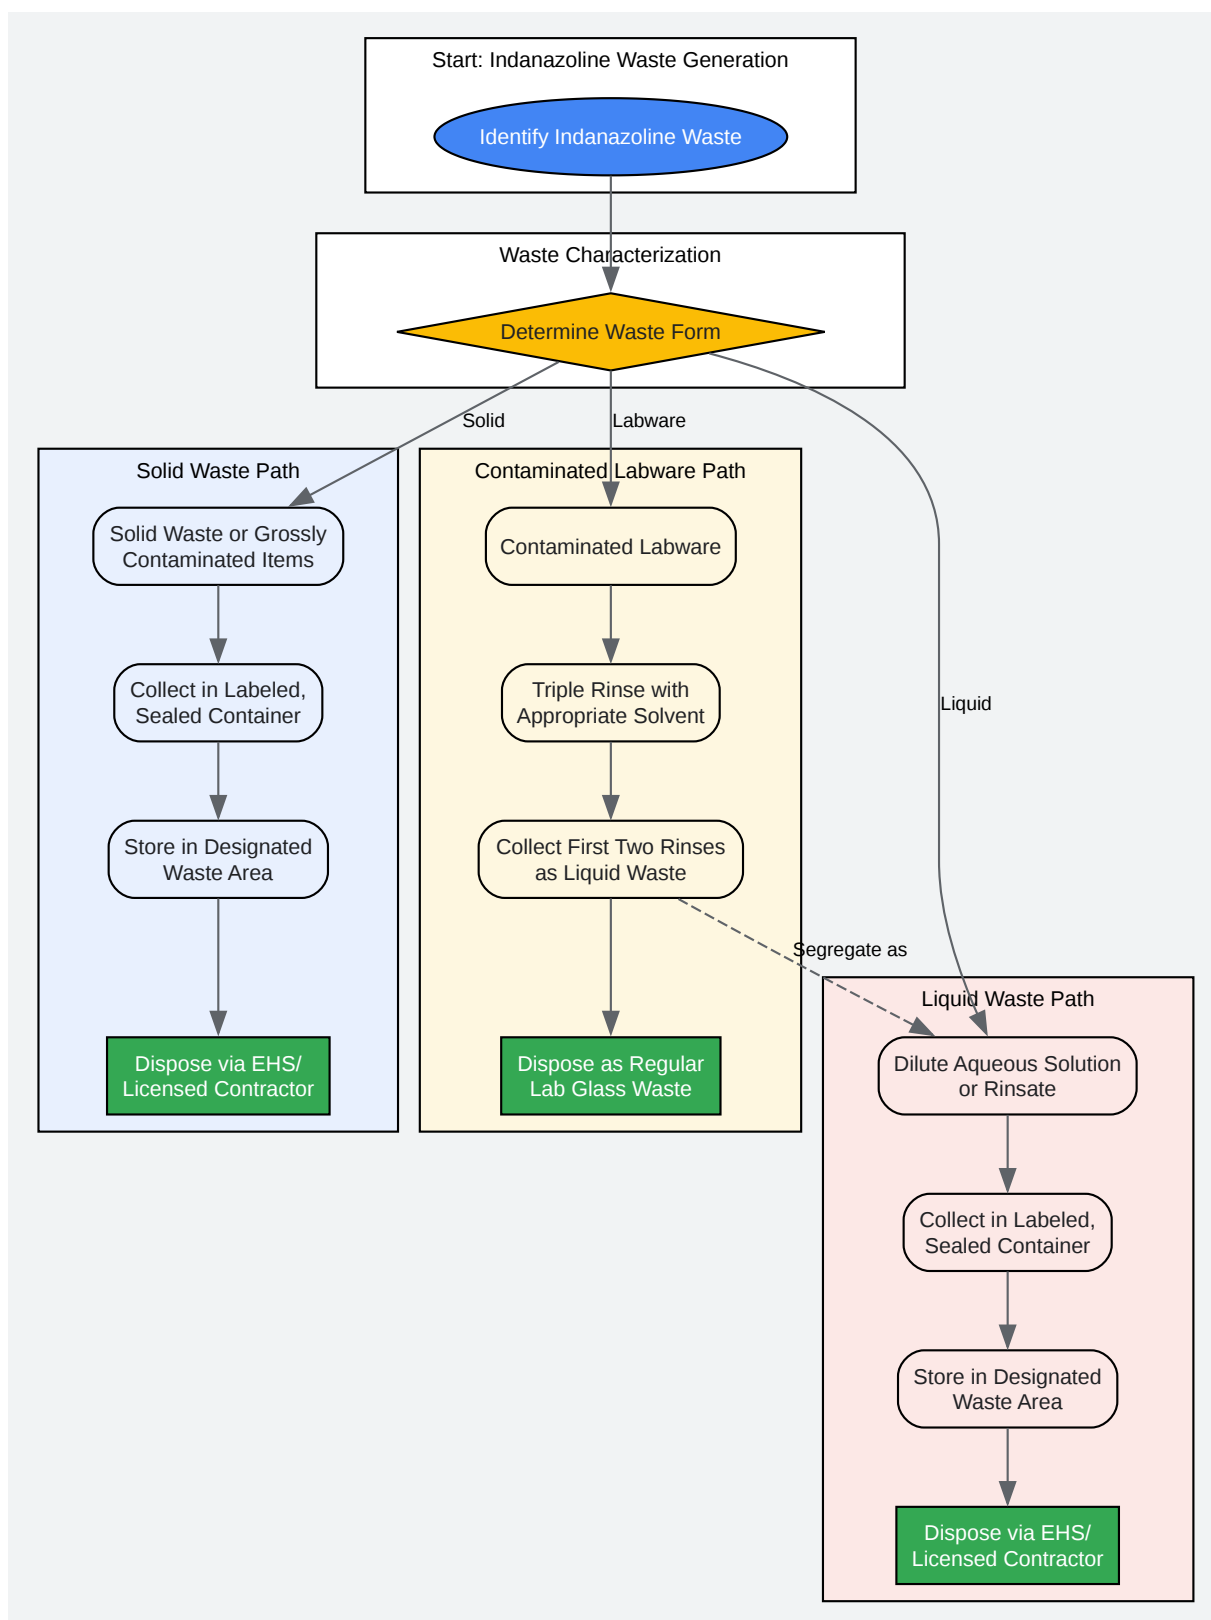 Start: Indanazoline Waste Generation
Identify Indanazoline Waste
Waste Characterization
Determine Waste Form
Solid
Labware
Liquid
Solid Waste Path
Solid Waste or Grossly
Contaminated Items
Collect in Labeled,
Sealed Container
Store in Designated
Waste Area
Dispose via EHS/
Licensed Contractor
Contaminated Labware Path
Contaminated Labware
Triple Rinse with
Appropriate Solvent
Collect First Two Rinses
as Liquid Waste
Segregate as
Dispose as Regular
Lab Glass Waste
Liquid Waste Path
Dilute Aqueous Solution
or Rinsate
Collect in Labeled,
Sealed Container
Store in Designated
Waste Area
Dispose via EHS/
Licensed Contractor